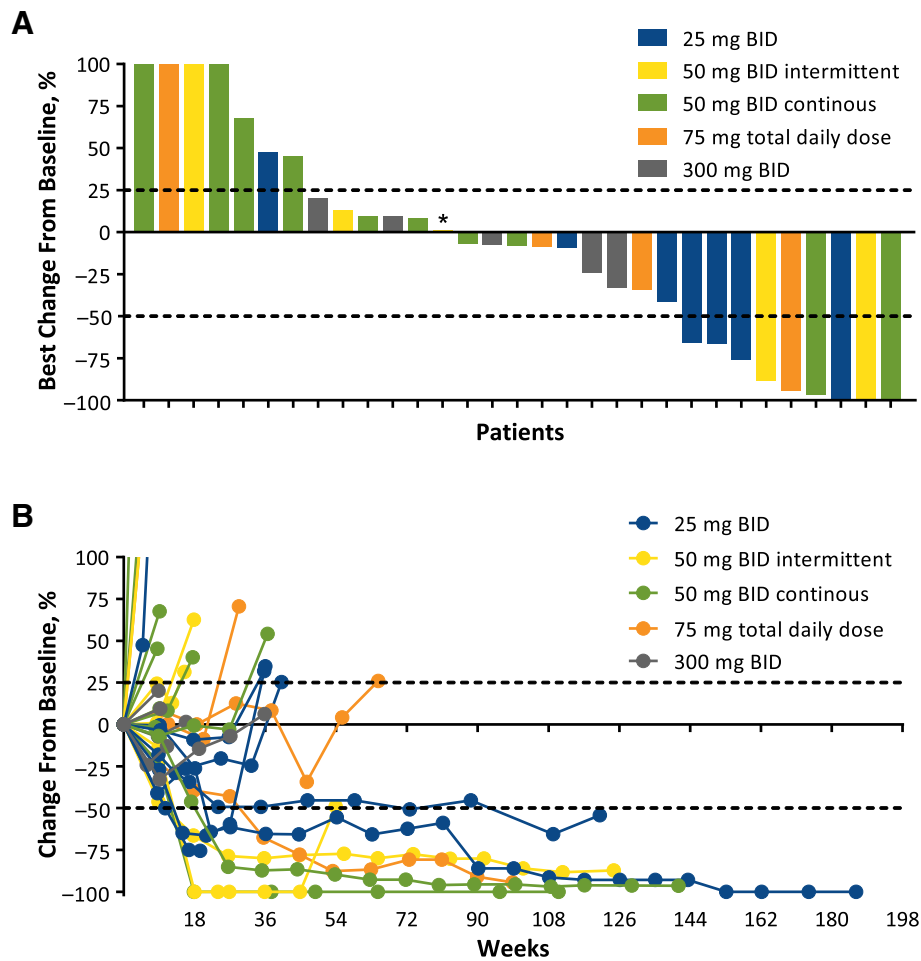 A
25 mg BID
50 mg BID intermittent
50 mg BID continous
75 mg total daily dose
300 mg BID
Best Change From Baseline, %
100
75
50
25
0
−25
−50
−75
−100
*
Patients
B
25 mg BID
50 mg BID intermittent
50 mg BID continous
75 mg total daily dose
300 mg BID
Change From Baseline, %
100
75
50
25
0
−25
−50
−75
−100
18 36 54 72 90 108 126 144 162 180 198
Weeks